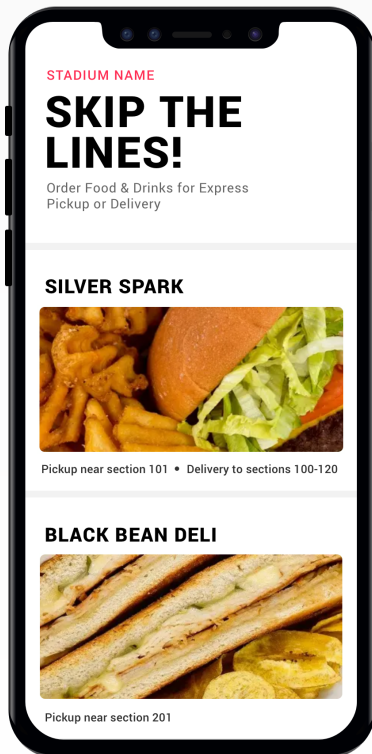 STADIUM NAME
SKIP THE
LINES!
Order Food & Drinks for Express
Pickup or Delivery
SILVER SPARK
Pickup near section 101 • Delivery to sections 100-120
BLACK BEAN DELI
Pickup near section 201